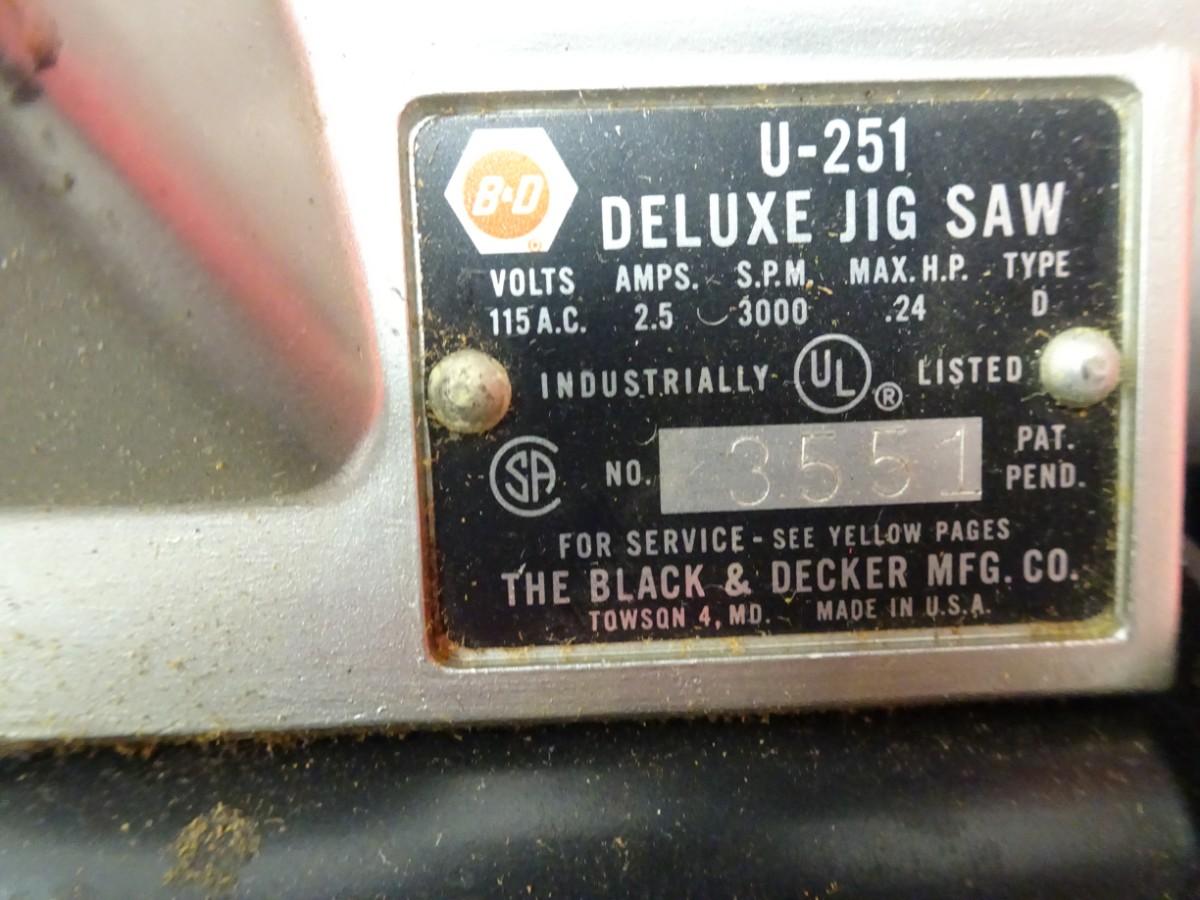 B&D ®
U-251
DELUXE JIG SAW
VOLTS AMPS. S.P.M. MAX. H.P. TYPE
115 A.C. 2.5 3000 .24 D
INDUSTRIALLY UL ® LISTED
SA NO. 3551 PAT. PEND.
FOR SERVICE - SEE YELLOW PAGES
THE BLACK & DECKER MFG. CO.
TOWSON 4, MD. MADE IN U.S.A.